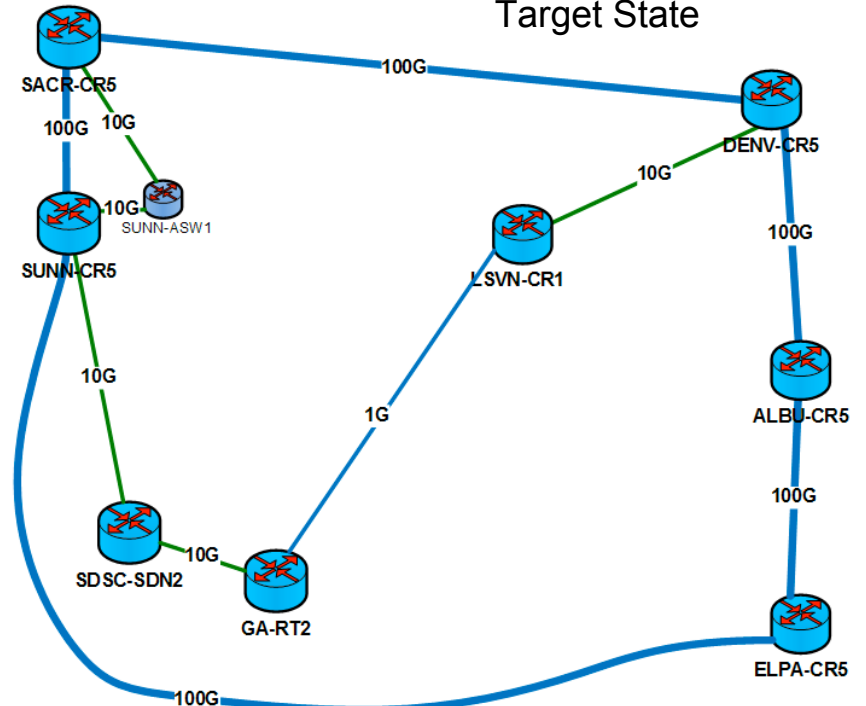 Target State
100G
SACR-CR5
100G
10G
DENV-CR5
10G
10G
SUNN-ASW1
100G
SUNN-CR5
LSVN-CR1
10G
1G
ALBU-CR5
100G
10G
SDSC-SDN2
GA-RT2
ELPA-CR5
100G